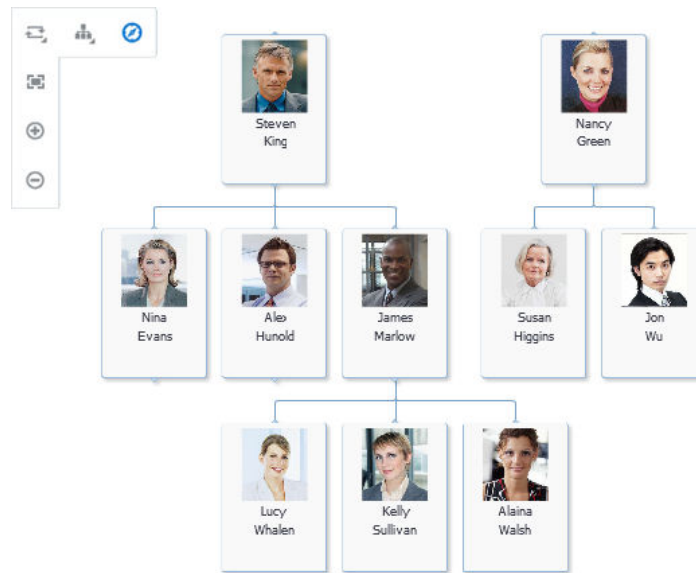 Steven
King
Nancy
Green
Nina
Evans
Alex
Hunold
James
Marlow
Susan
Higgins
Jon
Wu
Lucy
Whalen
Kelly
Sullivan
Alaina
Walsh